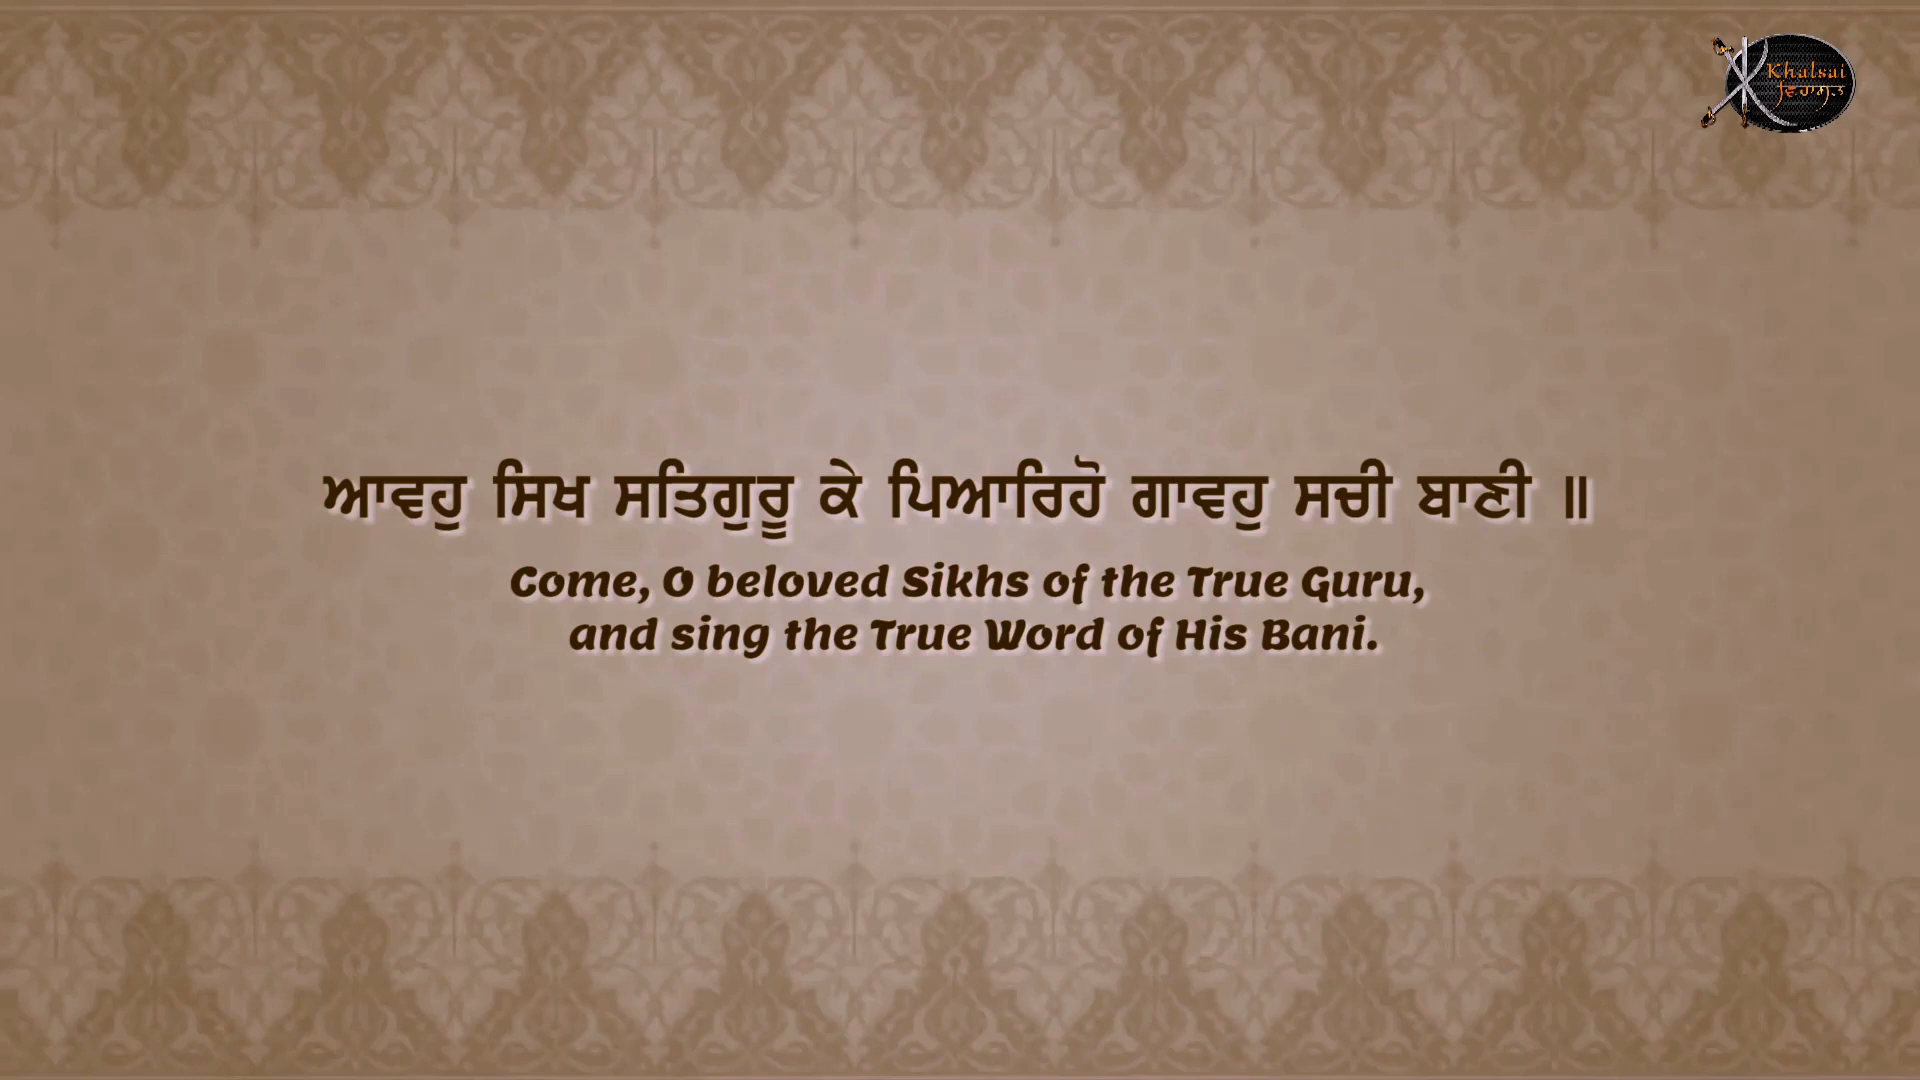 Khalsai
ਵਿਰਾਸਤ
ਆਵਹੁ ਸਿਖ ਸਤਿਗੁਰੂ ਕੇ ਪਿਆਰਿਹੋ ਗਾਵਹੁ ਸਚੀ ਬਾਣੀ ॥
Come, O beloved Sikhs of the True Guru,
and sing the True Word of His Bani.